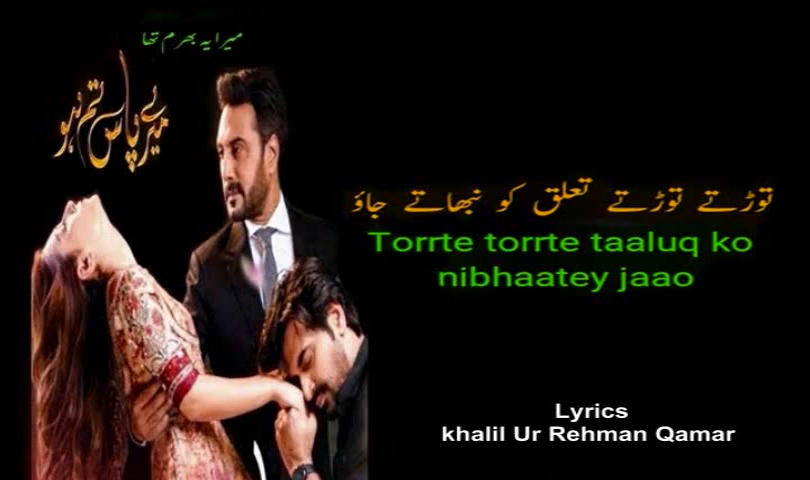 میرا یہ بھرم تھا
میرے پاس تم ہو
توڑتے توڑتے تعلق کو نبھاتے جاؤ
Torrte torrte taaluq ko
nibhaatey jaao
Lyrics
khalil Ur Rehman Qamar